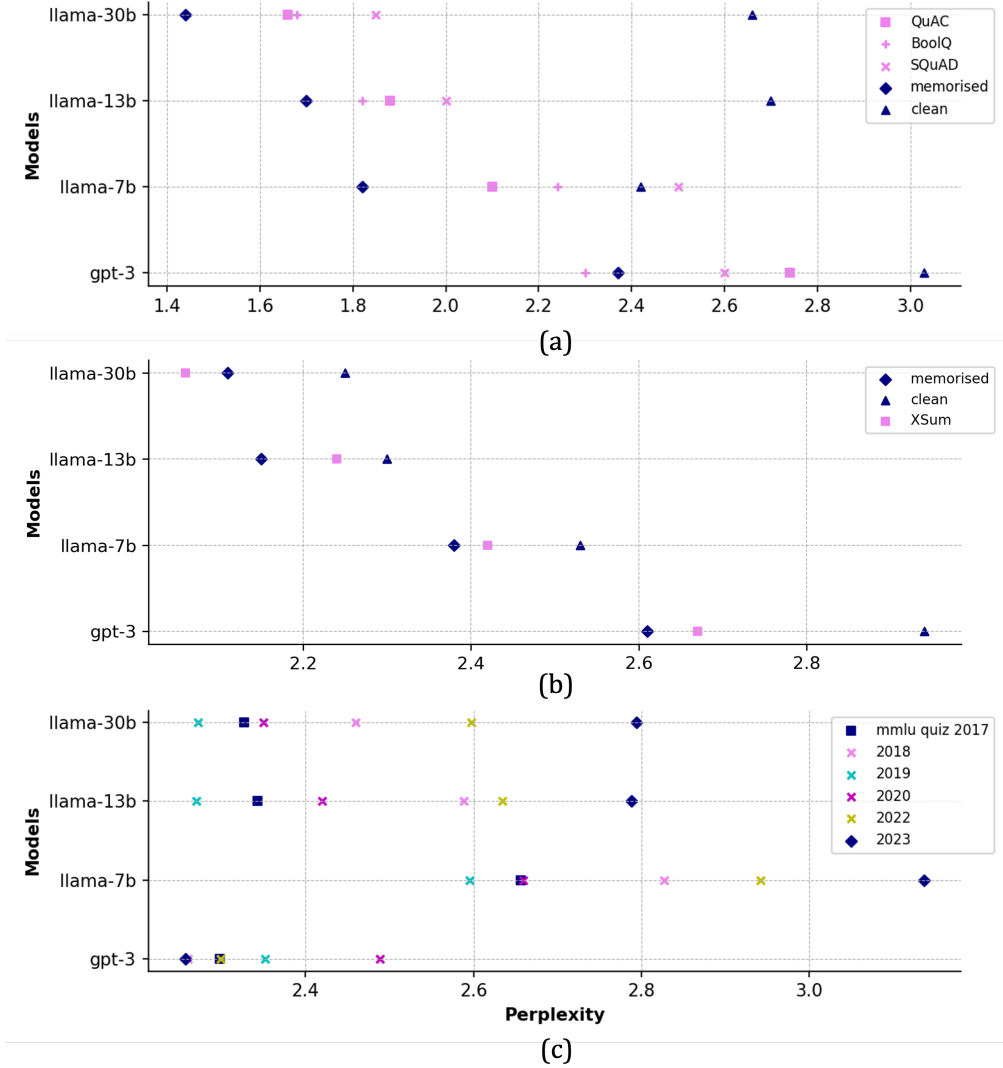 llama-30b
llama-13b
llama-7b
gpt-3
Models
QuAC
BoolQ
SQuAD
memorised
clean
1.4 1.6 1.8 2.0 2.2 2.4 2.6 2.8 3.0
(a)
llama-30b
llama-13b
llama-7b
gpt-3
Models
memorised
clean
XSum
2.2 2.4 2.6 2.8
(b)
llama-30b
llama-13b
llama-7b
gpt-3
Models
mmlu quiz 2017
2018
2019
2020
2022
2023
2.4 2.6 2.8 3.0
Perplexity
(c)